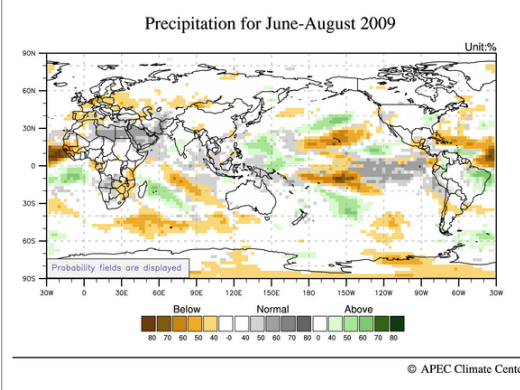 Precipitation for June-August 2009
Unit:%
90N
60N
30N
0
30S
60S
90S
Probability fields are displayed
30W 0 30E 60E 90E 120E 150E 180 150W 120W 90W 60W 30W
Below Normal Above
80 70 60 50 40 -0 40 50 60 70 80 0 40 50 60 70 80
© APEC Climate Cente